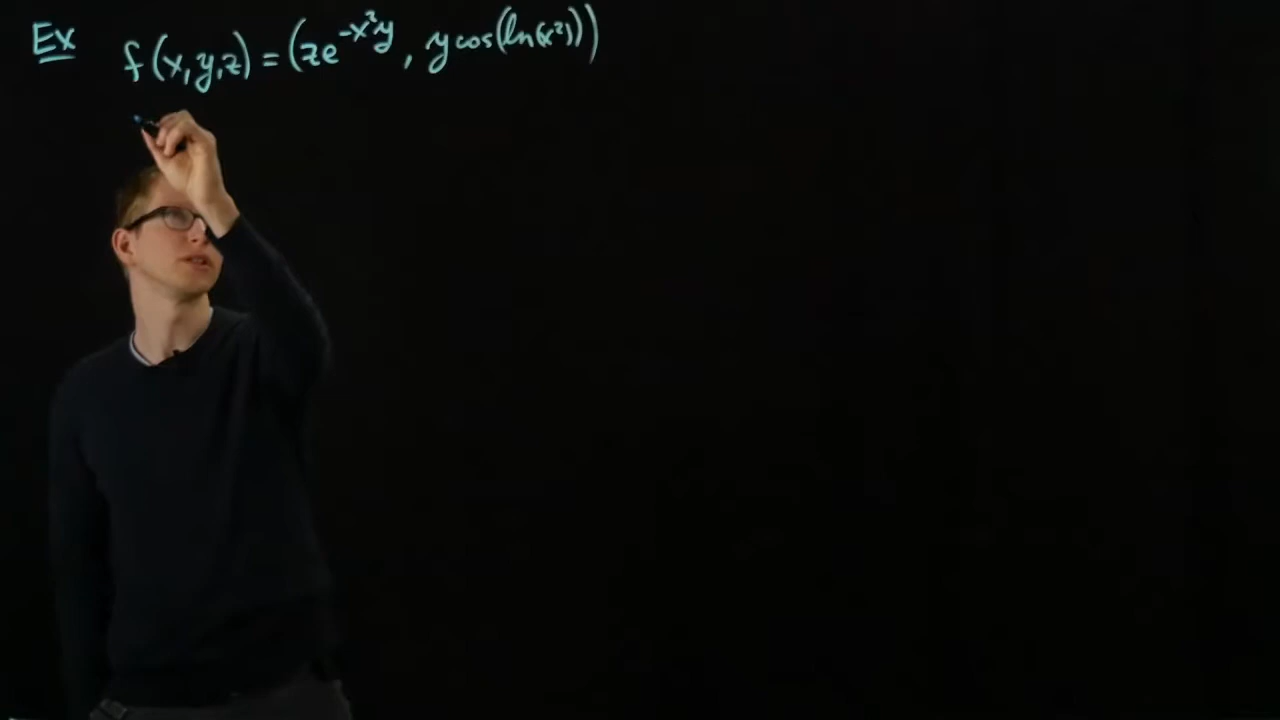 Ex f(x,y,z) = (ze^{-x²y}, y cos(ln(x²)))